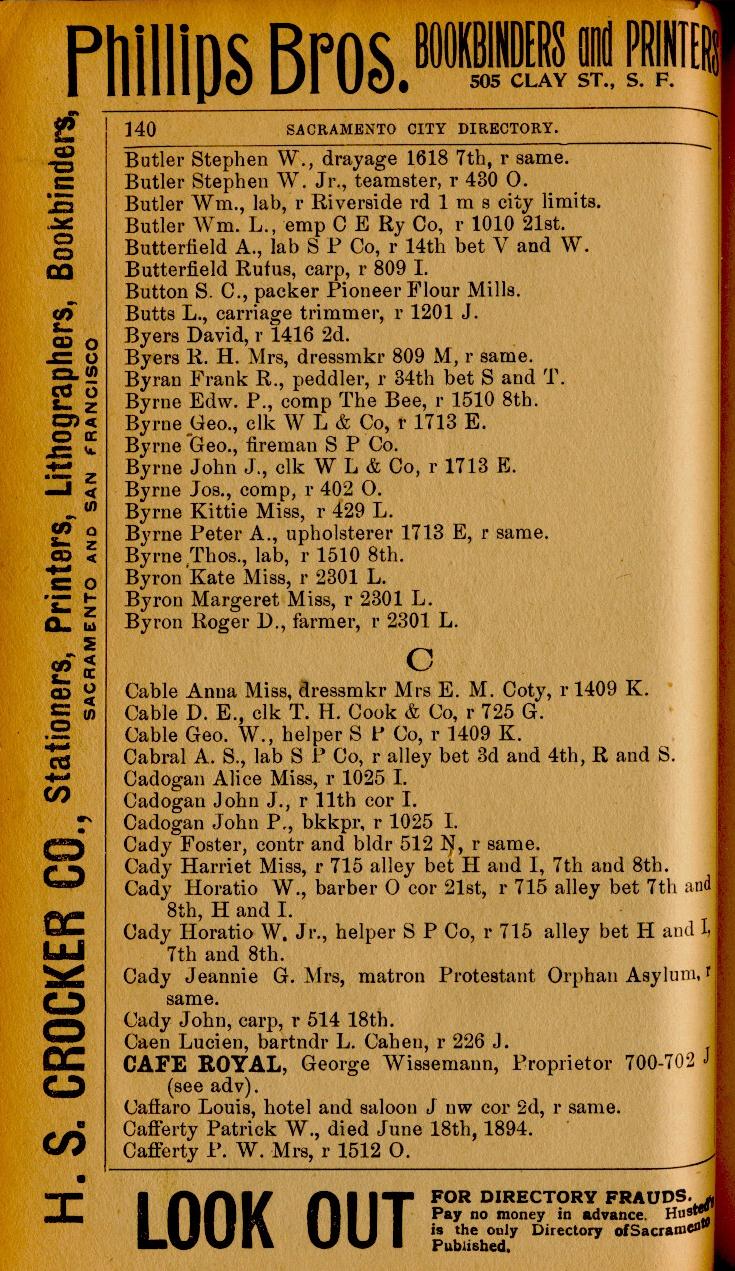 Phillips Bros. BOOKBINDERS and PRINTERS
505 CLAY ST., S. F.
H. S. CROCKER CO., Stationers, Printers, Lithographers, Bookbinders,
SACRAMENTO AND SAN FRANCISCO
140 SACRAMENTO CITY DIRECTORY.
Butler Stephen W., drayage 1618 7th, r same.
Butler Stephen W. Jr., teamster, r 430 O.
Butler Wm., lab, r Riverside rd 1 m s city limits.
Butler Wm. L., emp C E Ry Co, r 1010 21st.
Butterfield A., lab S P Co, r 14th bet V and W.
Butterfield Rufus, carp, r 809 I.
Button S. C., packer Pioneer Flour Mills.
Butts L., carriage trimmer, r 1201 J.
Byers David, r 1416 2d.
Byers R. H. Mrs, dressmkr 809 M, r same.
Byran Frank R., peddler, r 34th bet S and T.
Byrne Edw. P., comp The Bee, r 1510 8th.
Byrne Geo., clk W L & Co, r 1713 E.
Byrne Geo., fireman S P Co.
Byrne John J., clk W L & Co, r 1713 E.
Byrne Jos., comp, r 402 O.
Byrne Kittie Miss, r 429 L.
Byrne Peter A., upholsterer 1713 E, r same.
Byrne Thos., lab, r 1510 8th.
Byron Kate Miss, r 2301 L.
Byron Margeret Miss, r 2301 L.
Byron Roger D., farmer, r 2301 L.
C
Cable Anna Miss, dressmkr Mrs E. M. Coty, r 1409 K.
Cable D. E., clk T. H. Cook & Co, r 725 G.
Cable Geo. W., helper S P Co, r 1409 K.
Cabral A. S., lab S P Co, r alley bet 3d and 4th, R and S.
Cadogan Alice Miss, r 1025 I.
Cadogan John J., r 11th cor I.
Cadogan John P., bkkpr, r 1025 I.
Cady Foster, contr and bldr 512 N, r same.
Cady Harriet Miss, r 715 alley bet H and I, 7th and 8th.
Cady Horatio W., barber O cor 21st, r 715 alley bet 7th and
8th, H and I.
Cady Horatio W. Jr., helper S P Co, r 715 alley bet H and I,
7th and 8th.
Cady Jeannie G. Mrs, matron Protestant Orphan Asylum, r
same.
Cady John, carp, r 514 18th.
Caen Lucien, bartndr L. Cahen, r 226 J.
CAFE ROYAL, George Wissemann, Proprietor 700-702 J
(see adv).
Caffaro Louis, hotel and saloon J nw cor 2d, r same.
Cafferty Patrick W., died June 18th, 1894.
Cafferty P. W. Mrs, r 1512 O.
LOOK OUT FOR DIRECTORY FRAUDS.
Pay no money in advance. Husted's
is the only Directory of Sacramento
Published.